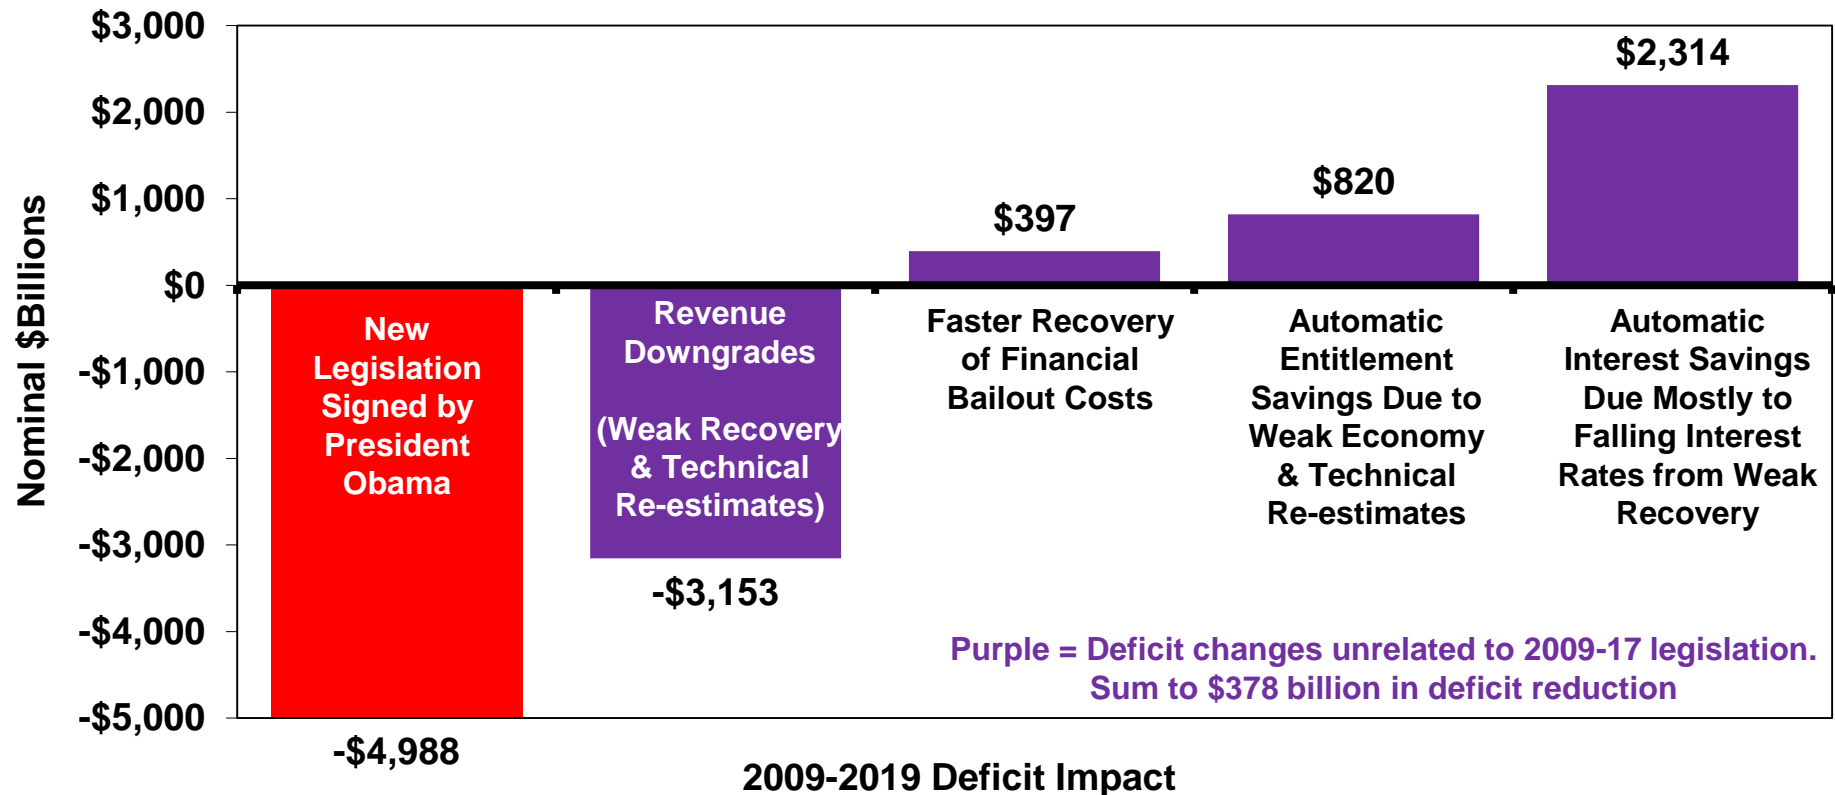 Nominal $Billions
$3,000
$2,000
$1,000
$0
-$1,000
-$2,000
-$3,000
-$4,000
-$5,000
New
Legislation
Signed by
President
Obama
-$4,988
Revenue
Downgrades
(Weak Recovery
& Technical
Re-estimates)
-$3,153
$397
Faster Recovery
of Financial
Bailout Costs
$820
Automatic
Entitlement
Savings Due to
Weak Economy
& Technical
Re-estimates
$2,314
Automatic
Interest Savings
Due Mostly to
Falling Interest
Rates from Weak
Recovery
Purple = Deficit changes unrelated to 2009-17 legislation.
Sum to $378 billion in deficit reduction
2009-2019 Deficit Impact